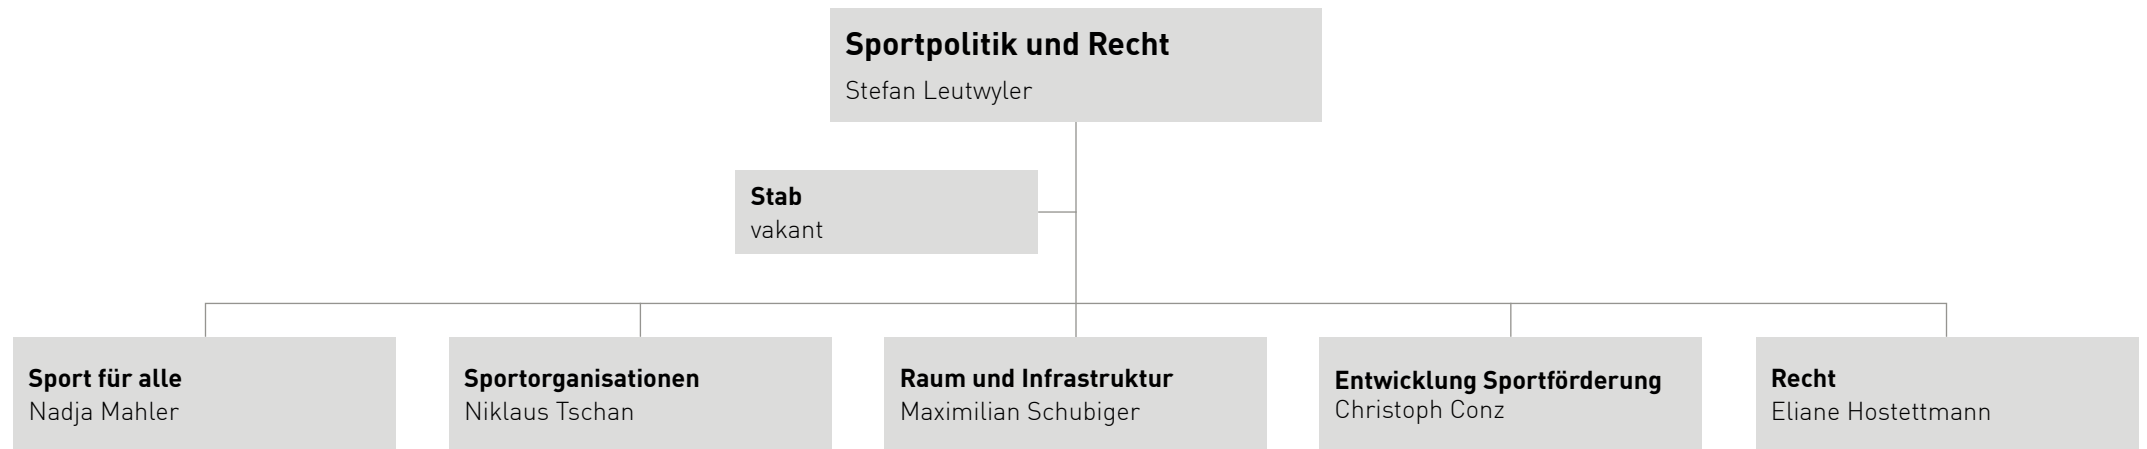 Sportpolitik und Recht
Stefan Leutwyler
Stab
vakant
Sport für alle
Nadja Mahler
Sportorganisationen
Niklaus Tschan
Raum und Infrastruktur
Maximilian Schubiger
Entwicklung Sportförderung
Christoph Conz
Recht
Eliane Hostettmann